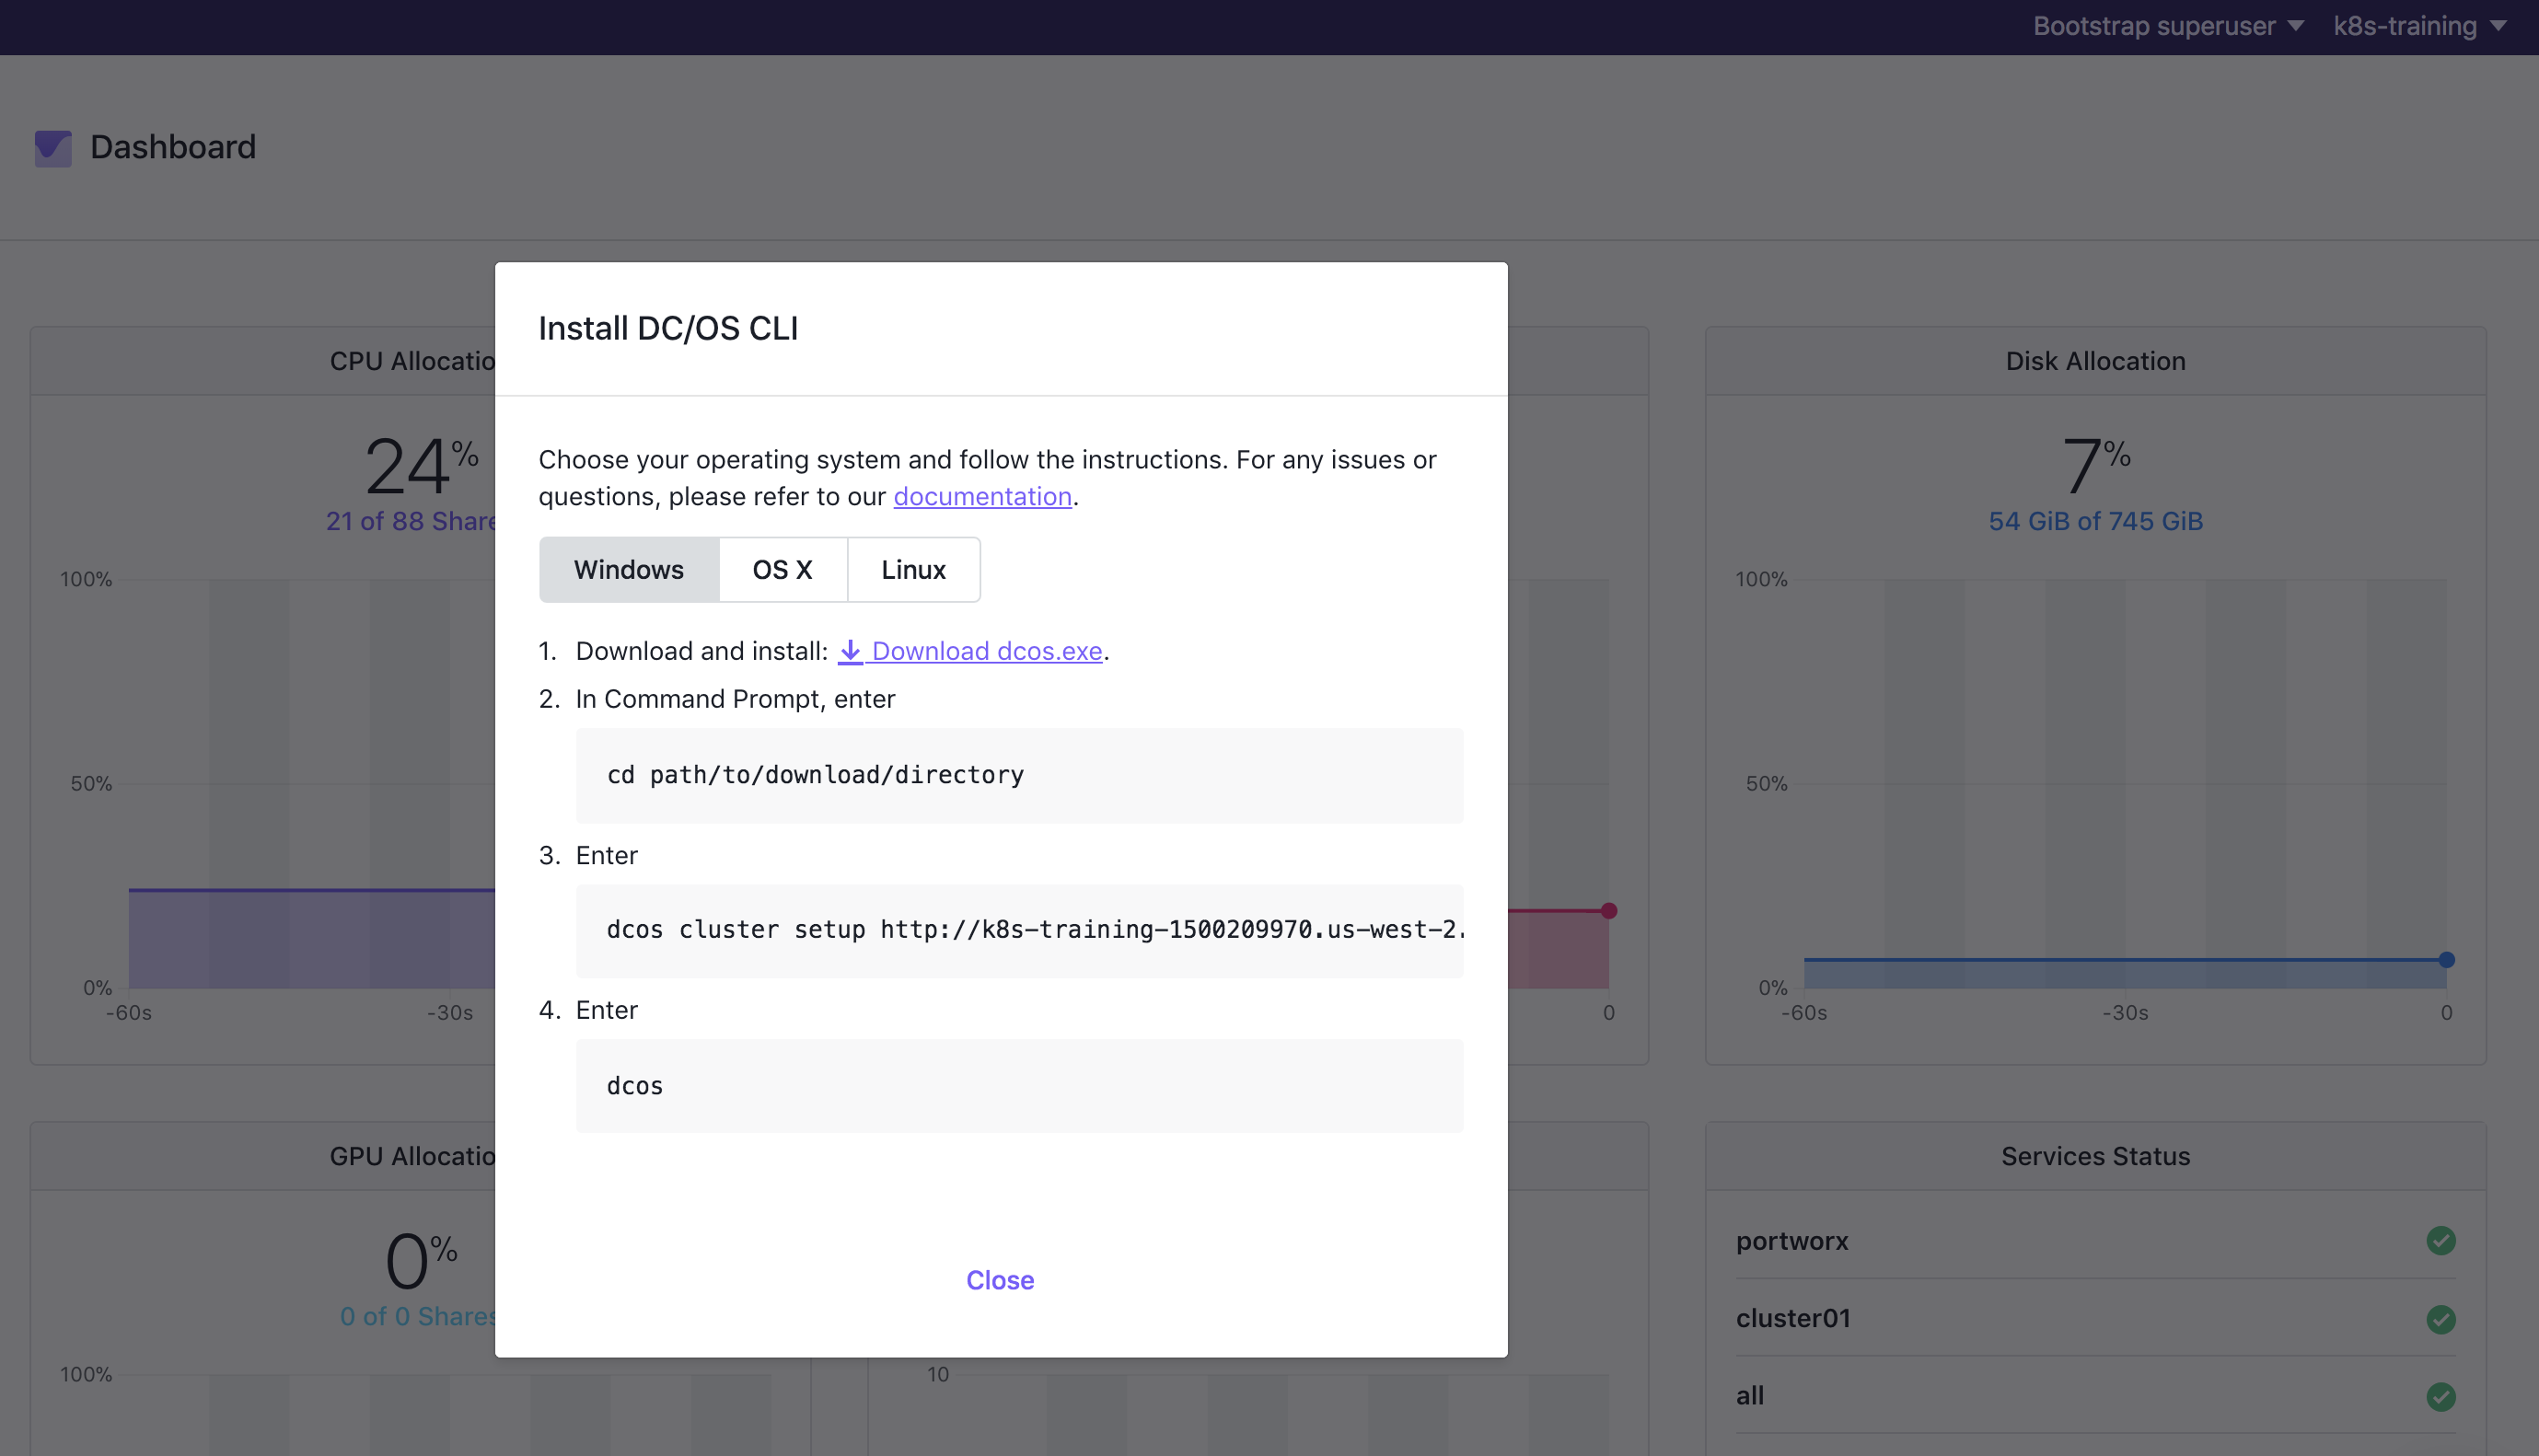 Bootstrap superuser
k8s-training
Dashboard
CPU Allocatio
24%
21 of 88 Share
100%
50%
0%
-60s
-30s
Install DC/OS CLI
Choose your operating system and follow the instructions. For any issues or
questions, please refer to our documentation.
Windows
OS X
Linux
1. Download and install: Download dcos.exe.
2. In Command Prompt, enter
cd path/to/download/directory
3. Enter
dcos cluster setup http://k8s-training-1500209970.us-west-2.
4. Enter
dcos
Close
0
Disk Allocation
7%
54 GiB of 745 GiB
100%
50%
0%
-60s
-30s
0
GPU Allocatio
0%
0 of 0 Shares
100%
10
Services Status
portworx
cluster01
all